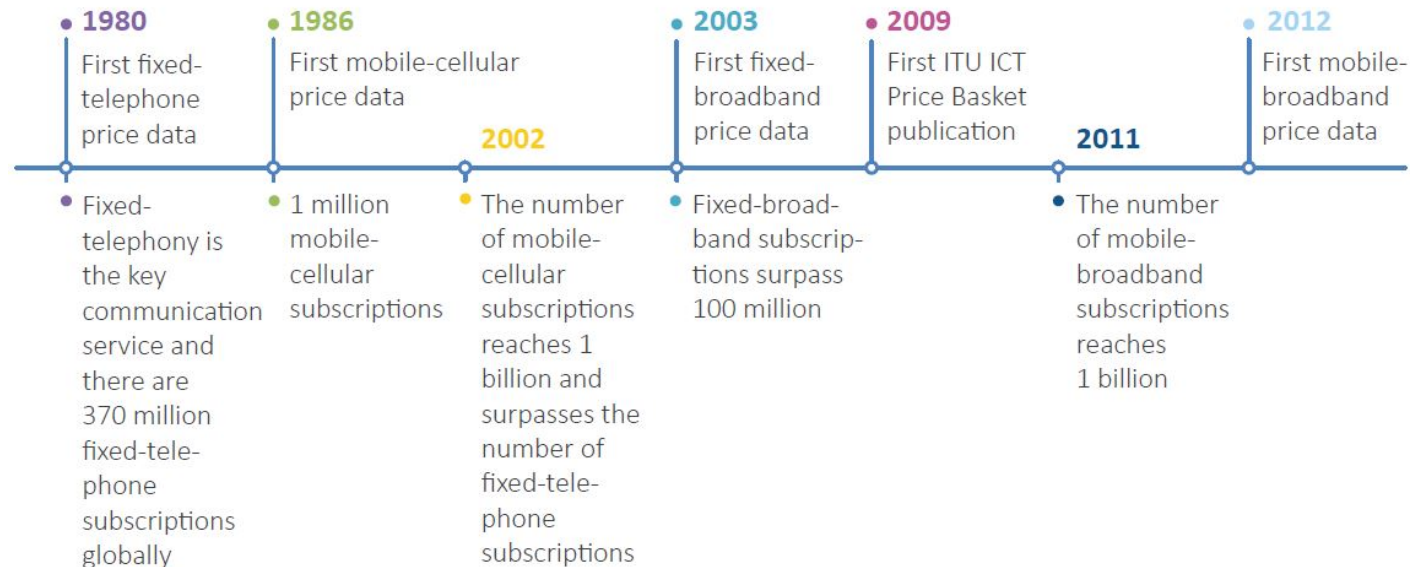 1980
First fixed-
telephone
price data
1986
First mobile-cellular
price data
2002
2003
First fixed-
broadband
price data
2009
First ITU ICT
Price Basket
publication
2011
2012
First mobile-
broadband
price data
Fixed-
telephony is
the key
communication
service and
there are
370 million
fixed-tele-
phone
subscriptions
globally
1 million
mobile-
cellular
subscriptions
The number
of mobile-
cellular
subscriptions
reaches 1
billion and
surpasses the
number of
fixed-tele-
phone
subscriptions
Fixed-broad-
band subscrip-
tions surpass
100 million
The number
of mobile-
broadband
subscriptions
reaches
1 billion